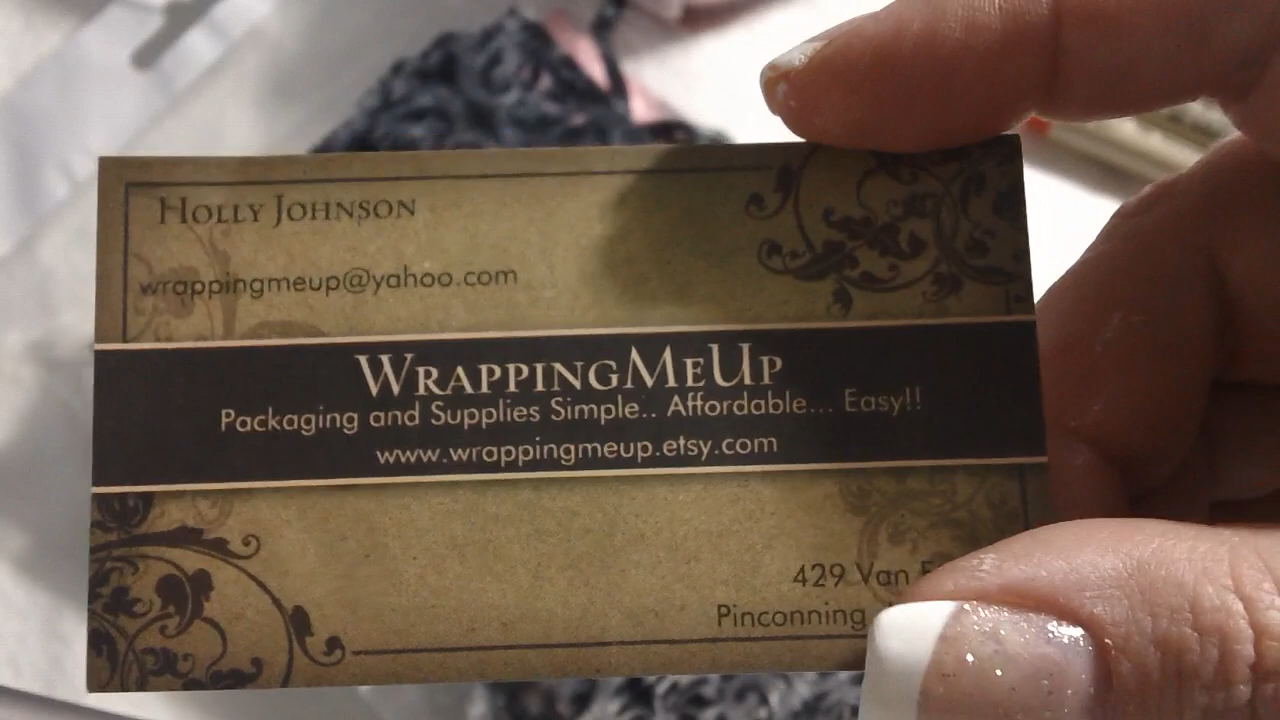 Holly Johnson
wrappingmeup@yahoo.com
WrappingMeUp
Packaging and Supplies Simple.. Affordable... Easy!!
www.wrappingmeup.etsy.com
429 Van
Pinconning